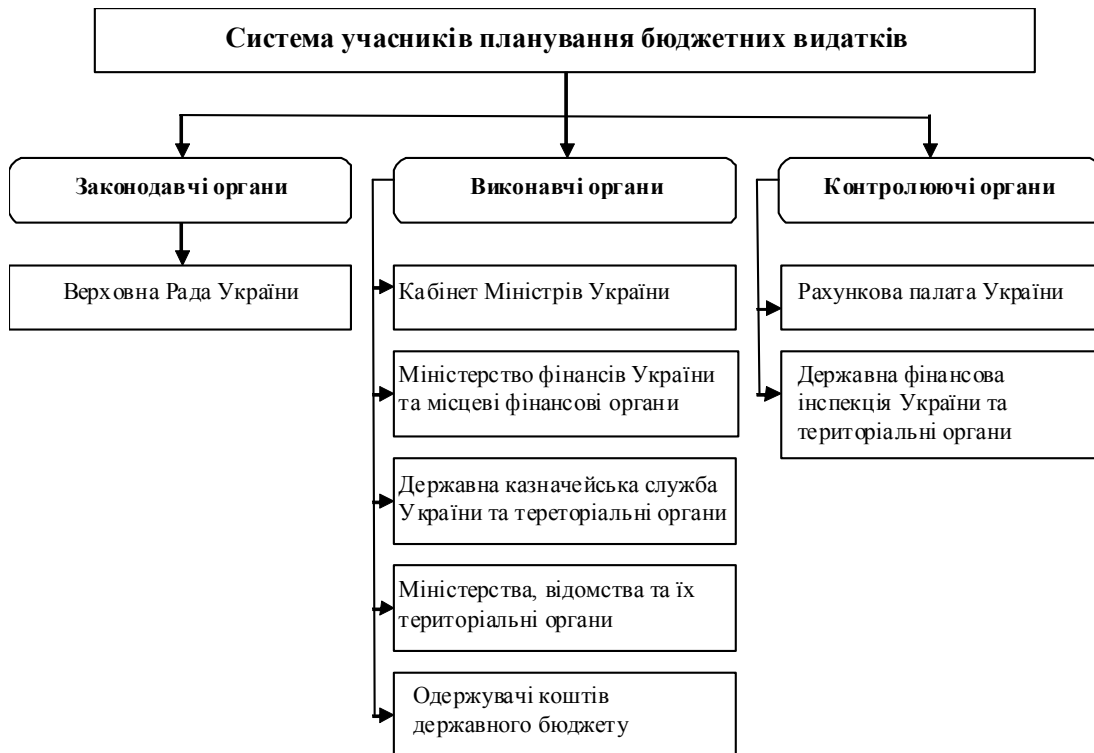 Система учасників планування бюджетних видатків
Законодавчі органи
Верховна Рада України
Виконавчі органи
Кабінет Міністрів України
Міністерство фінансів України
та місцеві фінансові органи
Державна казначейська служба
України та тереторіальні органи
Міністерства, відомства та їх
територіальні органи
Одержувачі коштів
державного бюджету
Контролюючі органи
Рахункова палата України
Державна фінансова
інспекція України та
територіальні органи